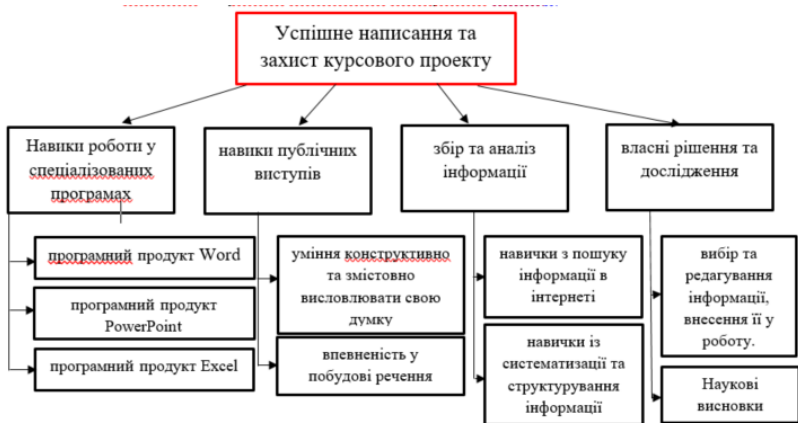 Успішне написання та
захист курсового проекту
Навики роботи у
спеціалізованих
програмах
навики публічних
виступів
збір та аналіз
інформації
власні рішення та
дослідження
програмний продукт Word
програмний продукт
PowerPoint
програмний продукт Excel
уміння конструктивно
та змістовно
висловлювати свою
думку
впевненість у
побудові речення
навички з пошуку
інформації в
інтернеті
навички із
систематизації та
структурування
інформації
вибір та
редагування
інформації,
внесення її у
роботу.
Наукові
висновки